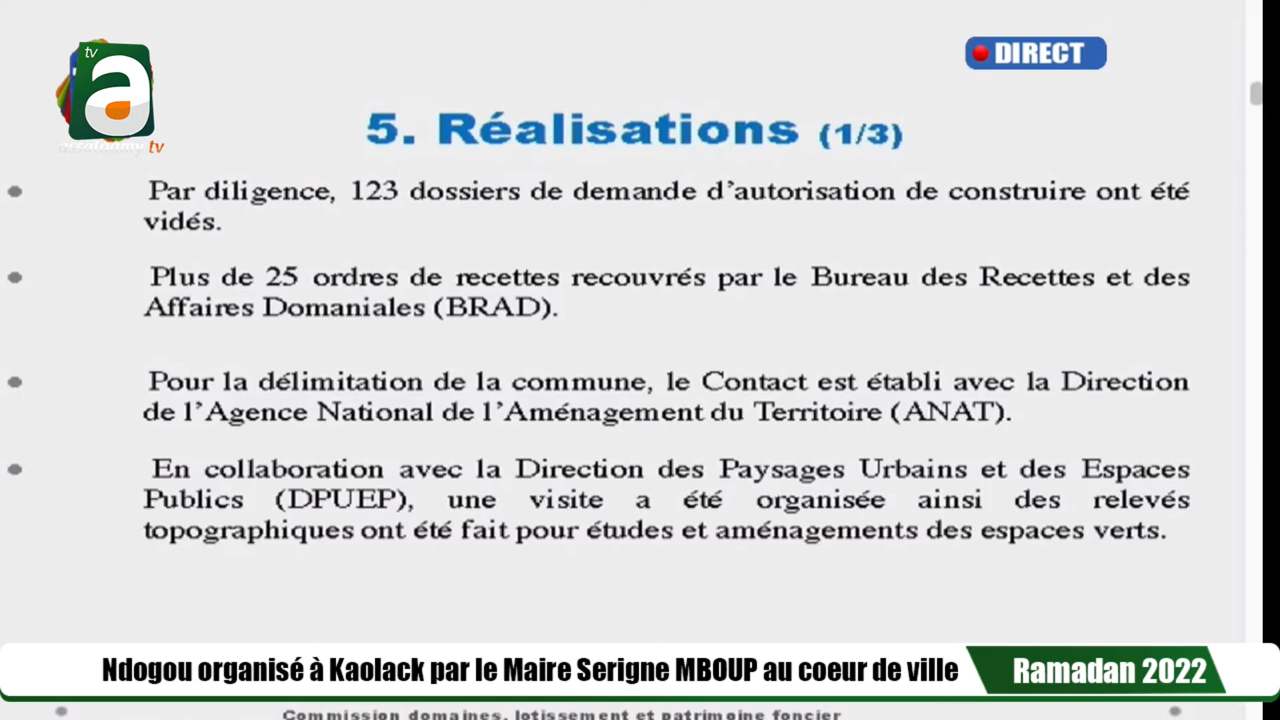 tv
a
assalaamy tv
DIRECT
5. Réalisations (1/3)
Par diligence, 123 dossiers de demande d’autorisation de construire ont été
vidés.
Plus de 25 ordres de recettes recouvrés par le Bureau des Recettes et des
Affaires Domaniales (BRAD).
Pour la délimitation de la commune, le Contact est établi avec la Direction
de l’Agence National de l’Aménagement du Territoire (ANAT).
En collaboration avec la Direction des Paysages Urbains et des Espaces
Publics (DPUEP), une visite a été organisée ainsi des relevés
topographiques ont été fait pour études et aménagements des espaces verts.
Ndogou organisé à Kaolack par le Maire Serigne MBOUP au coeur de ville
Ramadan 2022
Commission domaines, lotissement et patrimoine foncier